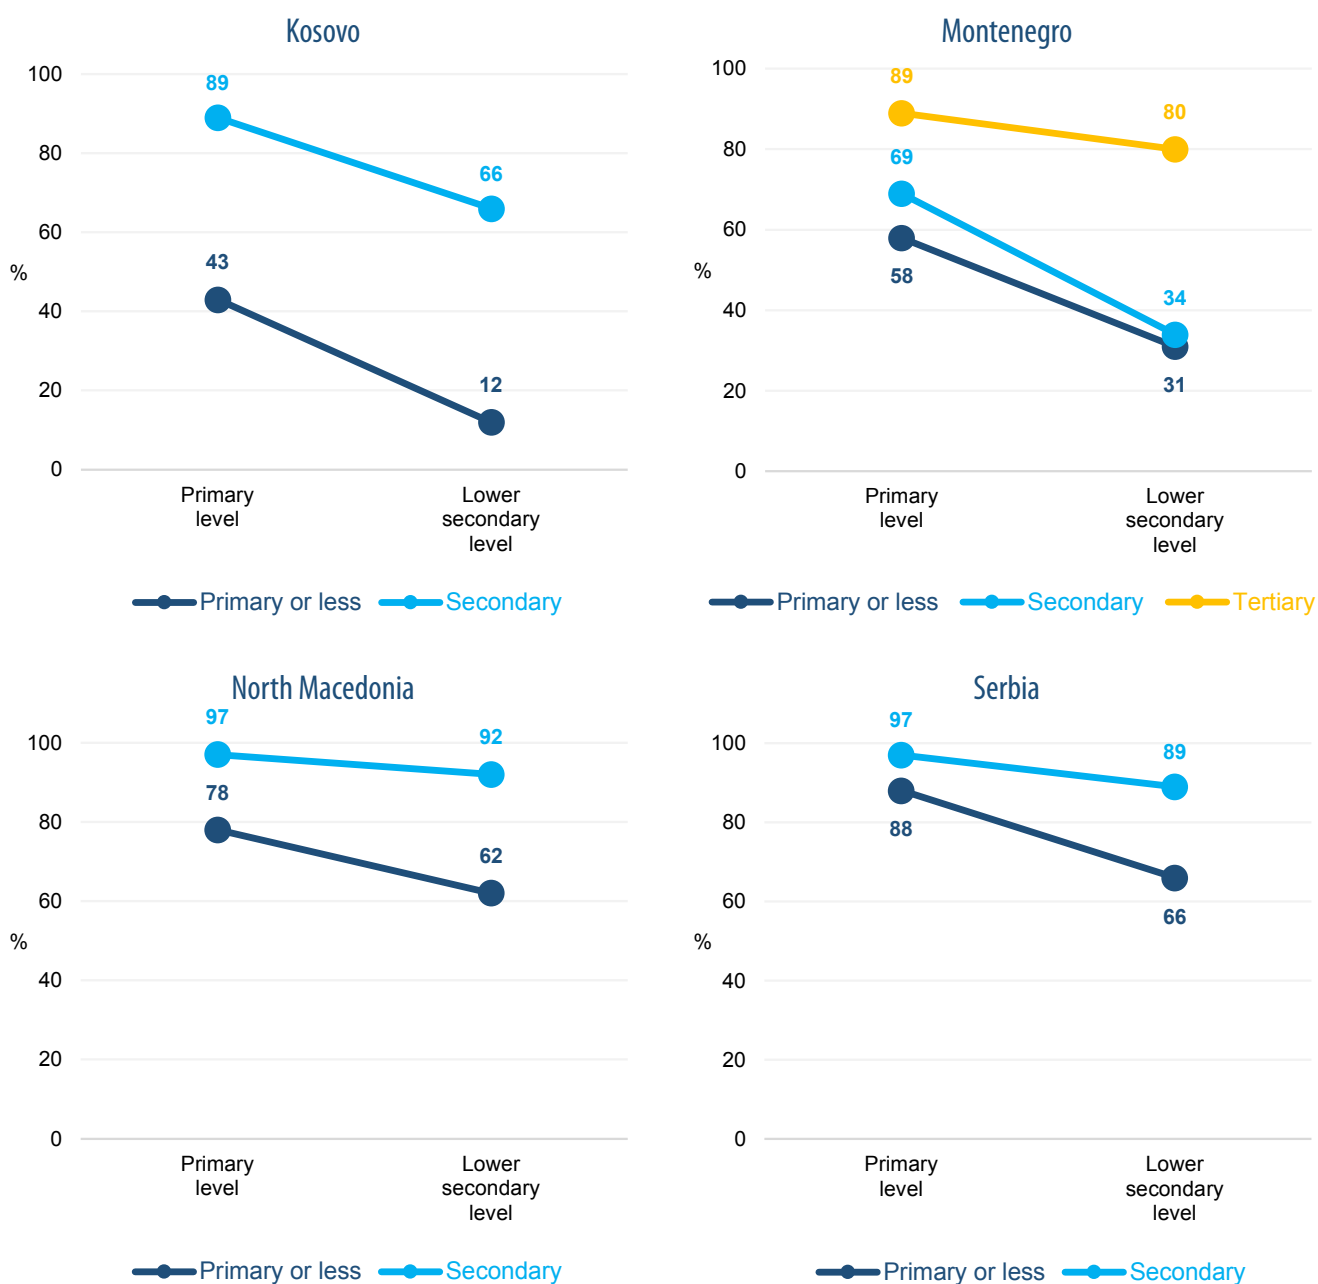 Kosovo
100
80
60
%
40
20
0
89
66
43
12
Primary
level
Lower
secondary
level
Primary or less
Secondary
Montenegro
100
80
60
%
40
20
0
89
80
69
58
34
31
Primary
level
Lower
secondary
level
Primary or less
Secondary
Tertiary
North Macedonia
100
80
60
%
40
20
0
97
92
78
62
Primary
level
Lower
secondary
level
Primary or less
Secondary
Serbia
100
80
60
%
40
20
0
97
89
88
66
Primary
level
Lower
secondary
level
Primary or less
Secondary